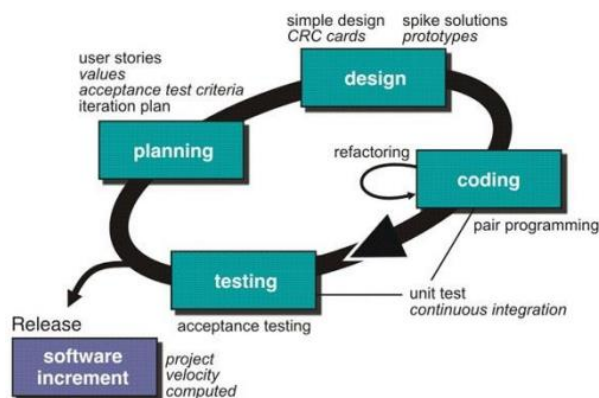 simple design
CRC cards
spike solutions
prototypes
user stories
values
acceptance test criteria
iteration plan
design
planning
refactoring
coding
pair programming
testing
unit test
continuous integration
acceptance testing
Release
software
increment
project
velocity
computed